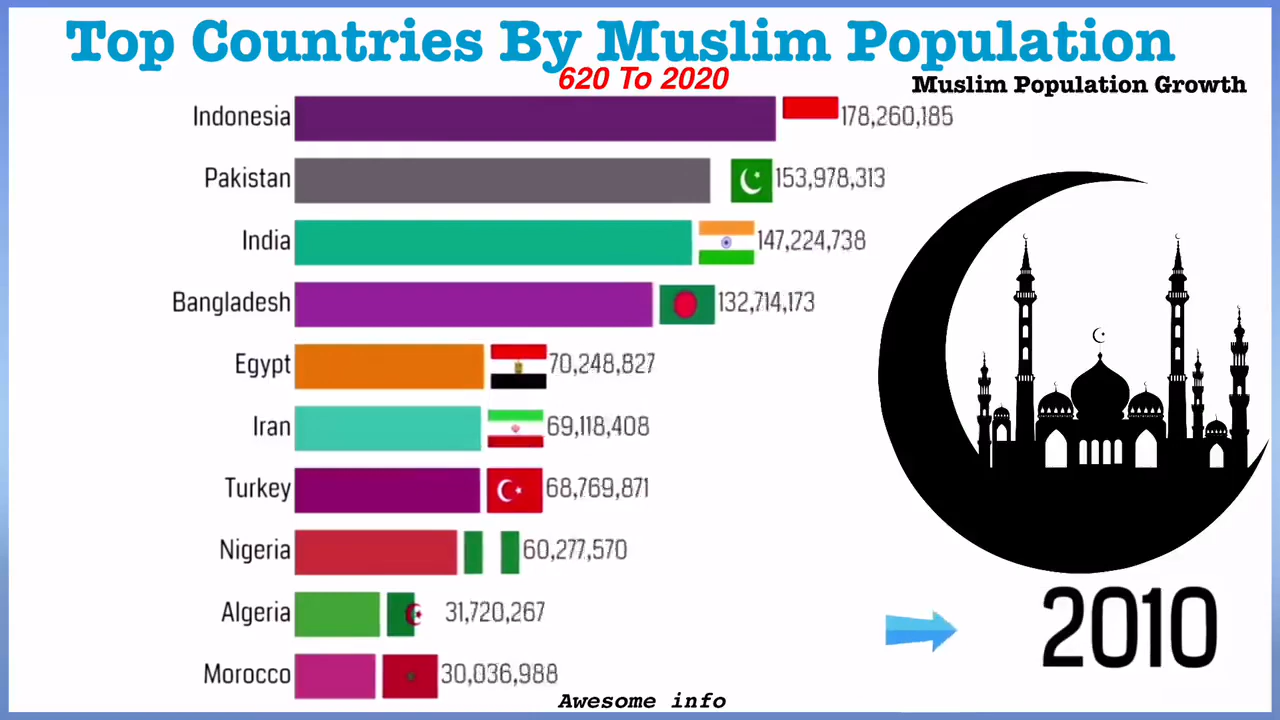 Top Countries By Muslim Population
620 To 2020
Muslim Population Growth
Indonesia 178,260,185
Pakistan 153,978,313
India 147,224,738
Bangladesh 132,714,173
Egypt 70,248,827
Iran 69,118,408
Turkey 68,769,871
Nigeria 60,277,570
Algeria 31,720,267
Morocco 30,036,988
2010
Awesome info